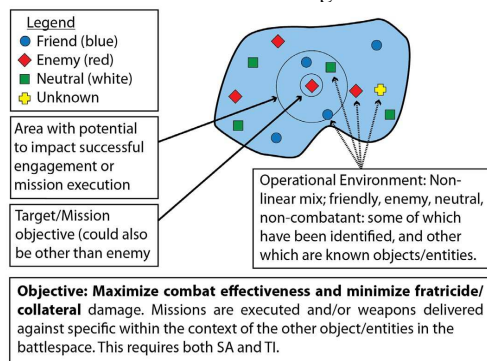 Legend
Friend (blue)
Enemy (red)
Neutral (white)
Unknown
Area with potential
to impact successful
engagement or
mission execution
Target/Mission
objective (could also
be other than enemy
Operational Environment: Non-
linear mix; friendly, enemy, neutral,
non-combatant: some of which
have been identified, and other
which are known objects/entities.
Objective: Maximize combat effectiveness and minimize fratricide/
collateral damage. Missions are executed and/or weapons delivered
against specific within the context of the other object/entities in the
battlespace. This requires both SA and TI.